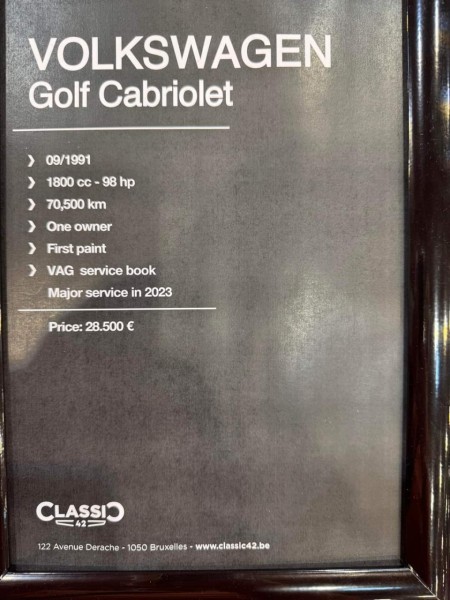 VOLKSWAGEN
Golf Cabriolet
❯ 09/1991
❯ 1800 cc - 98 hp
❯ 70,500 km
❯ One owner
❯ First paint
❯ VAG service book
Major service in 2023
Price: 28.500 €
CLASSIC
42
122 Avenue Derache - 1050 Bruxelles - www.classic42.be